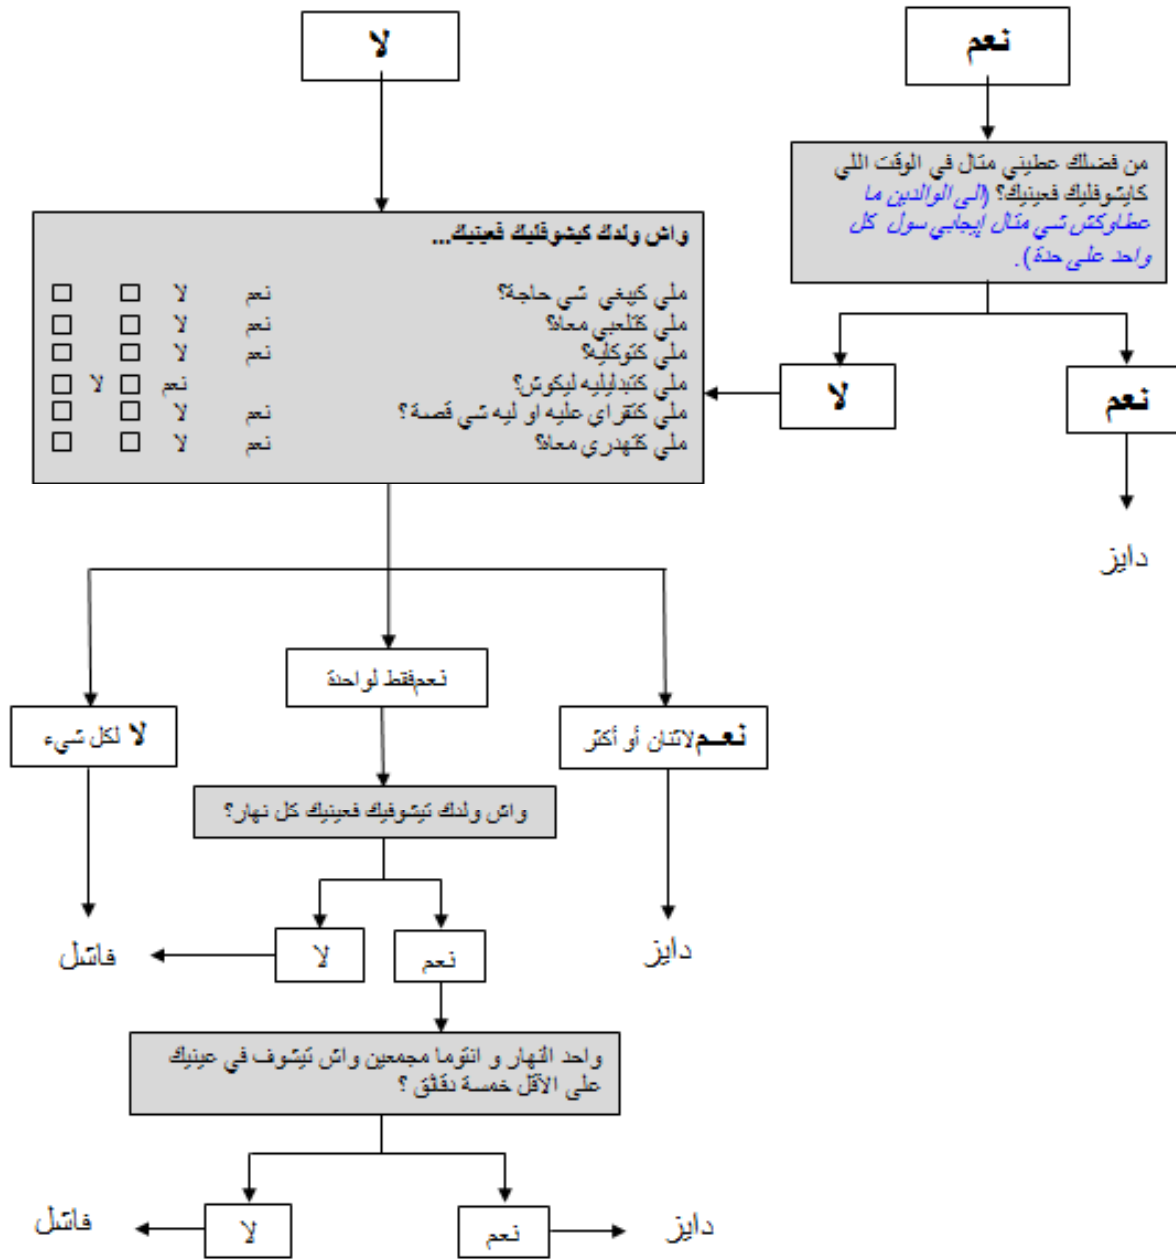 نعم
لا
من فضلك عطيني مثال في الوقت اللي
كايشوفليك فعينيك؟ (الى الوالدين ما
عطاوكش شي مثال إيجابي سول كل
واحد على حدة).
واش ولدك كيشوفليك فعينيك...
ملي كيبغي شي حاجة؟ نعم لا
ملي كتلعبي معاه؟ نعم لا
ملي كتوكليه؟ نعم لا
ملي كتبدليليه ليكوش؟ نعم لا
ملي كتقراي عليه او ليه شي قصة؟ نعم لا
ملي كتهدري معاه؟ نعم لا
لا
نعم
دايز
نعم فقط لواحدة
نعــم لاثنان أو أكثر
لا لكل شيء
واش ولدك تيشوفيك فعينيك كل نهار؟
دايز
نعم
لا
فاشل
واحد النهار و انتوما مجمعين واش تيشوف في عينيك
على الأقل خمسة دقائق ؟
دايز
نعم
لا
فاشل